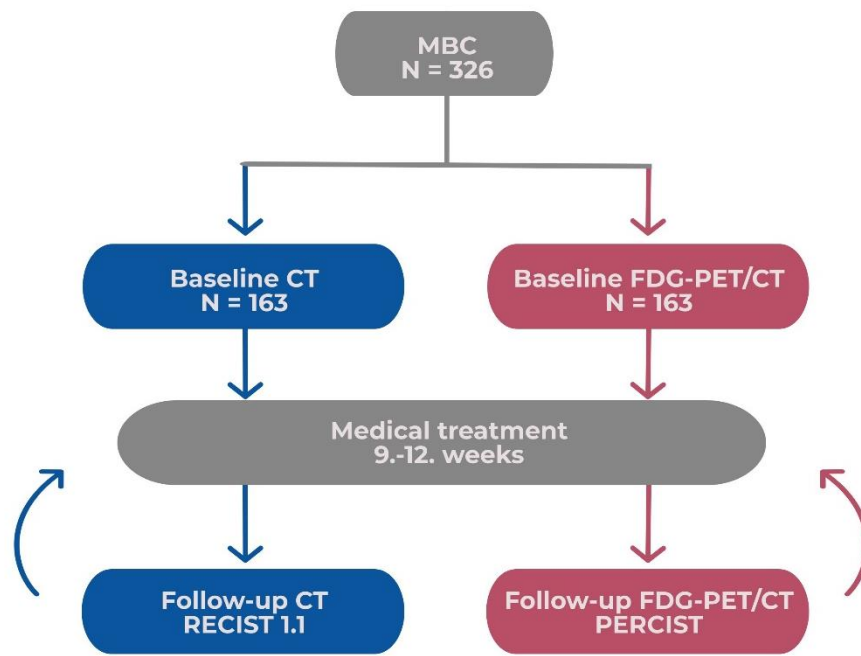 MBC
N = 326
Baseline CT
N = 163
Baseline FDG-PET/CT
N = 163
Medical treatment
9.-12. weeks
Follow-up CT
RECIST 1.1
Follow-up FDG-PET/CT
PERCIST